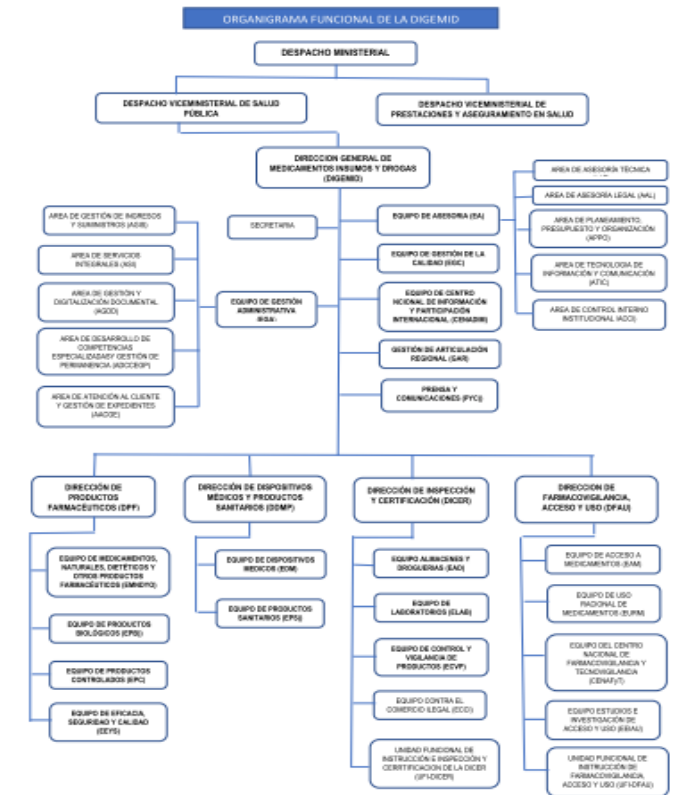 ORGANIGRAMA FUNCIONAL DE LA DIGEMID
DESPACHO MINISTERIAL
DESPACHO VICEMINISTERIAL DE SALUD
PÚBLICA
DESPACHO VICEMINISTERIAL DE
PRESTACIONES Y ASEGURAMIENTO EN SALUD
DIRECCION GENERAL DE
MEDICAMENTOS INSUMOS Y DROGAS
(DIGEMID)
AREA DE GESTIÓN DE INGRESOS
Y SUMINISTROS (AGIS)
AREA DE SERVICIOS
INTEGRALES (ASI)
AREA DE GESTIÓN Y
DIGITALIZACIÓN DOCUMENTAL
(AGDD)
AREA DE DESARROLLO DE
COMPETENCIAS
ESPECIALIZADASY GESTIÓN DE
PERMANENCIA (ADCCEGP)
AREA DE ATENCIÓN AL CLIENTE
Y GESTIÓN DE EXPEDIENTES
(AACGE)
SECRETARIA
EQUIPO DE GESTIÓN
ADMINISTRATIVA
EQUIPO DE ASESORIA (EA)
EQUIPO DE GESTIÓN DE LA
CALIDAD (EGC)
EQUIPO DE CENTRO
NCIONAL DE INFORMACIÓN
Y PARTICIPACIÓN
INTERNACIONAL (CENADIM)
GESTIÓN DE ARTICULACIÓN
REGIONAL (GAR)
PRENSA Y
COMUNICACIONES (PYC))
AREA DE ASESORÍA TÉCNICA
AREA DE ASESORÍA LEGAL (AAL)
AREA DE PLANEAMIENTO,
PRESUPUESTO Y ORGANIZACIÓN
(APPO)
AREA DE TECNOLOGIA DE
INFORMACIÓN Y COMUNICACIÓN
(ATIC)
AREA DE CONTROL INTERNO
INSTITUCIONAL (ACCI)
DIRECCIÓN DE
PRODUCTOS
FARMACÉUTICOS (DPF)
EQUIPO DE MEDICAMENTOS,
NATURALES, DIETÉTICOS Y
OTROS PRODUCTOS
FARMACÉUTICOS (EMNDYO)
EQUIPO DE PRODUCTOS
BIOLÓGICOS (EPB))
EQUIPO DE PRODUCTOS
CONTROLADOS (EPC)
EQUIPO DE EFICACIA,
SEGURIDAD Y CALIDAD
(EEYS)
DIRECCIÓN DE DISPOSITIVOS
MÉDICOS Y PRODUCTOS
SANITARIOS (DDMP)
EQUIPO DE DISPOSITIVOS
MEDICOS (EDM)
EQUIPO DE PRODUCTOS
SANITARIOS (EPS))
DIRECCIÓN DE INSPECCIÓN
Y CERTIFICACIÓN (DICER)
EQUIPO ALMACENES Y
DROGUERIAS (EAD)
EQUIPO DE
LABORATORIOS (ELAB)
EQUIPO DE CONTROL Y
VIGILANCIA DE
PRODUCTOS (ECVP)
EQUIPO CONTRA EL
COMERCIO ILEGAL (ECCI)
UNIDAD FUNCIONAL DE
INSTRUCCIÓN E INSPECCIÓN Y
CERRTIFICACION DE LA DICER
(UFI-DICER)
DIRECCION DE
FARMACOVIGILANCIA,
ACCESO Y USO (DFAU)
EQUIPO DE ACCESO A
MEDICAMENTOS (EAM)
EQUIPO DE USO
RACIONAL DE
MEDICAMENTOS (EURM)
EQUIPO DEL CENTRO
NACIONAL DE
FARMACOVIGILANCIA Y
TECNOVIGILANCIA
(CENAFyT)
EQUIPO ESTUDIOS E
INVESTIGACIÓN DE
ACCESO Y USO (EEIAU)
UNIDAD FUNCIONAL DE
INSTRUCCIÓN DE
FARMACOVIGILANCIA,
ACCESO Y USO (UFI-DFAU)